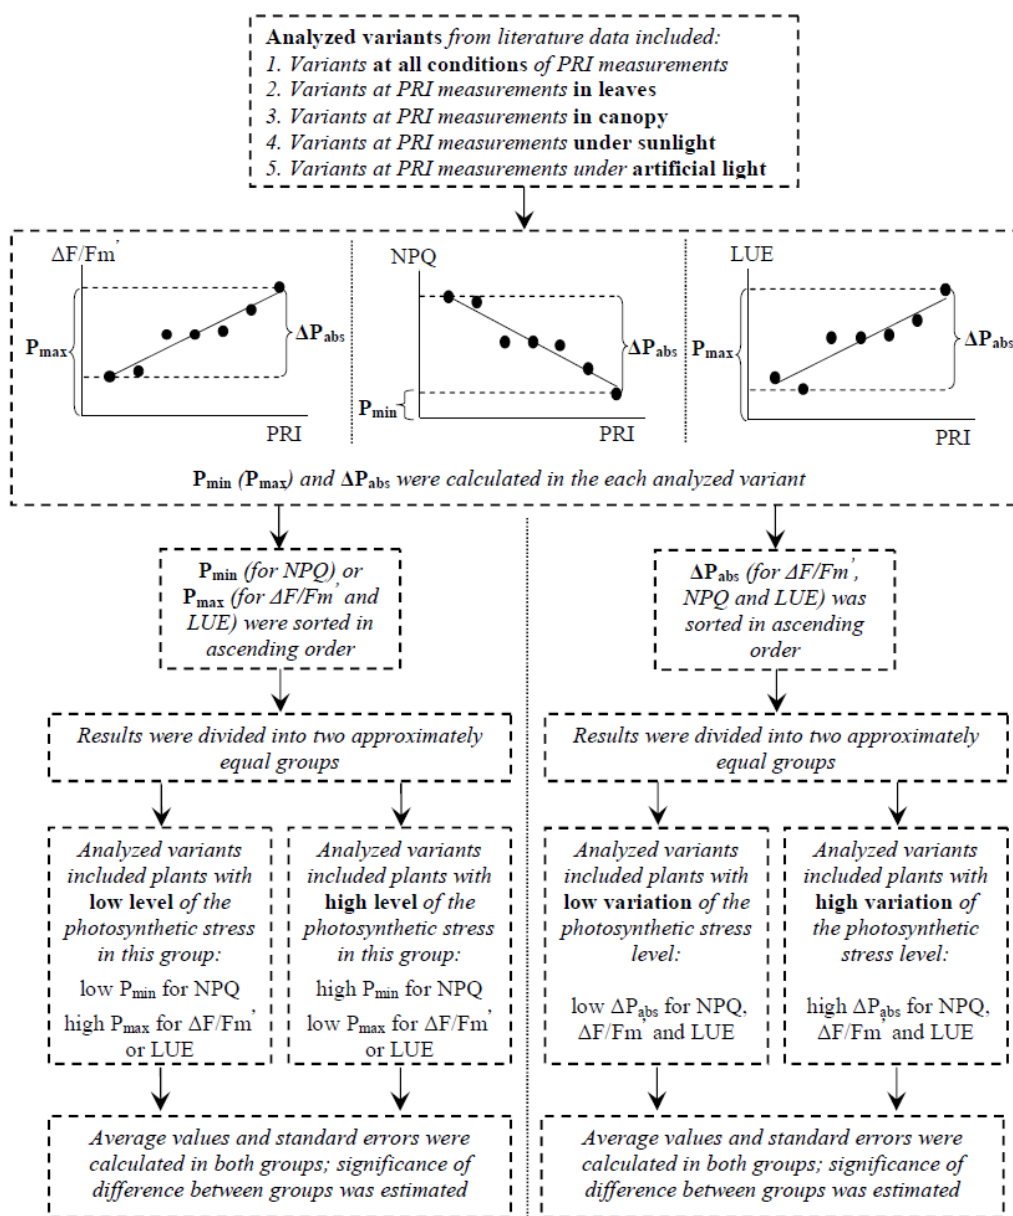 Analyzed variants from literature data included:
1. Variants at all conditions of PRI measurements
2. Variants at PRI measurements in leaves
3. Variants at PRI measurements in canopy
4. Variants at PRI measurements under sunlight
5. Variants at PRI measurements under artificial light
ΔF/Fm'
Pmax
ΔPabs
PRI
NPQ
ΔPabs
Pmin
PRI
LUE
Pmax
ΔPabs
PRI
Pmin (Pmax) and ΔPabs were calculated in the each analyzed variant
Pmin (for NPQ) or
Pmax (for ΔF/Fm' and
LUE) were sorted in
ascending order
ΔPabs (for ΔF/Fm',
NPQ and LUE) was
sorted in ascending
order
Results were divided into two approximately
equal groups
Results were divided into two approximately
equal groups
Analyzed variants
included plants with
low level of the
photosynthetic stress
in this group:
low Pmin for NPQ
high Pmax for ΔF/Fm'
or LUE
Analyzed variants
included plants with
high level of the
photosynthetic stress
in this group:
high Pmin for NPQ
low Pmax for ΔF/Fm'
or LUE
Analyzed variants
included plants with
low variation of the
photosynthetic stress
level:
low ΔPabs for NPQ,
ΔF/Fm' and LUE
Analyzed variants
included plants with
high variation of
the photosynthetic
stress level:
high ΔPabs for NPQ,
ΔF/Fm' and LUE
Average values and standard errors were
calculated in both groups; significance of
difference between groups was estimated
Average values and standard errors were
calculated in both groups; significance of
difference between groups was estimated